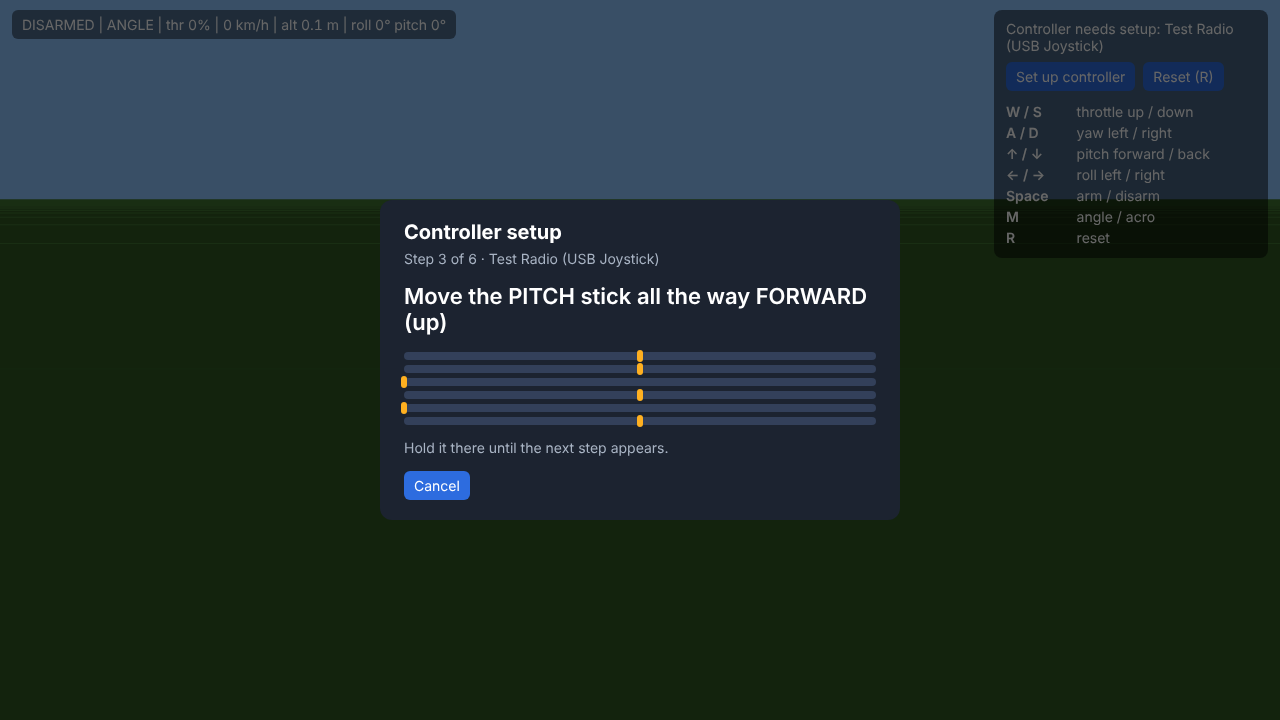 DISARMED | ANGLE | thr 0% | 0 km/h | alt 0.1 m | roll 0° pitch 0°
Controller needs setup: Test Radio
(USB Joystick)
Set up controller Reset (R)
W / S throttle up / down
A / D yaw left / right
↑ / ↓ pitch forward / back
← / → roll left / right
Space arm / disarm
M angle / acro
R reset
Controller setup
Step 3 of 6 · Test Radio (USB Joystick)
Move the PITCH stick all the way FORWARD
(up)
Hold it there until the next step appears.
Cancel